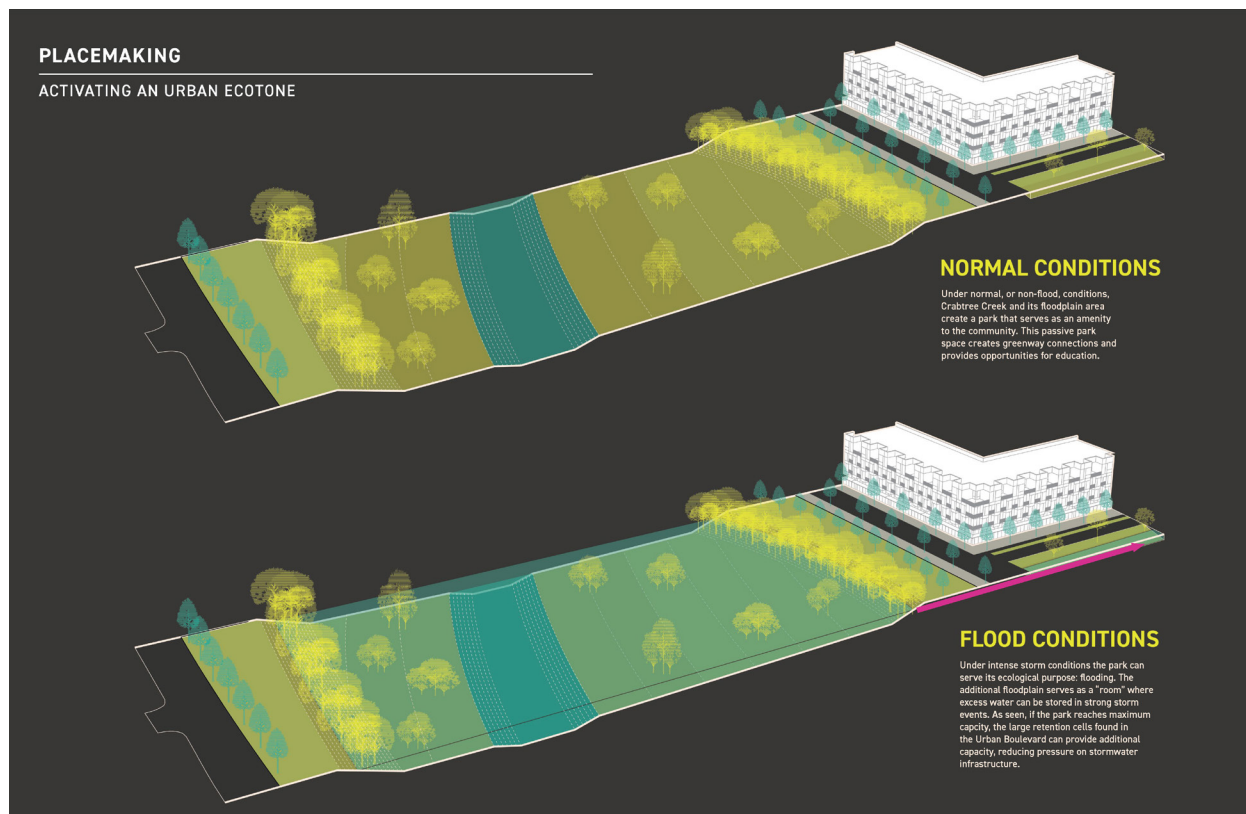 PLACEMAKING
ACTIVATING AN URBAN ECOTONE
NORMAL CONDITIONS
Under normal, or non-flood, conditions,
Crabtree Creek and its floodplain area
create a park that serves as an amenity
to the community. This passive park
space creates greenway connections and
provides opportunities for education.
FLOOD CONDITIONS
Under intense storm conditions the park can
serve its ecological purpose: flooding. The
additional floodplain serves as a "room" where
excess water can be stored in strong storm
events. As seen, if the park reaches maximum
capcity, the large retention cells found in
the Urban Boulevard can provide additional
capacity, reducing pressure on stormwater
infrastructure.